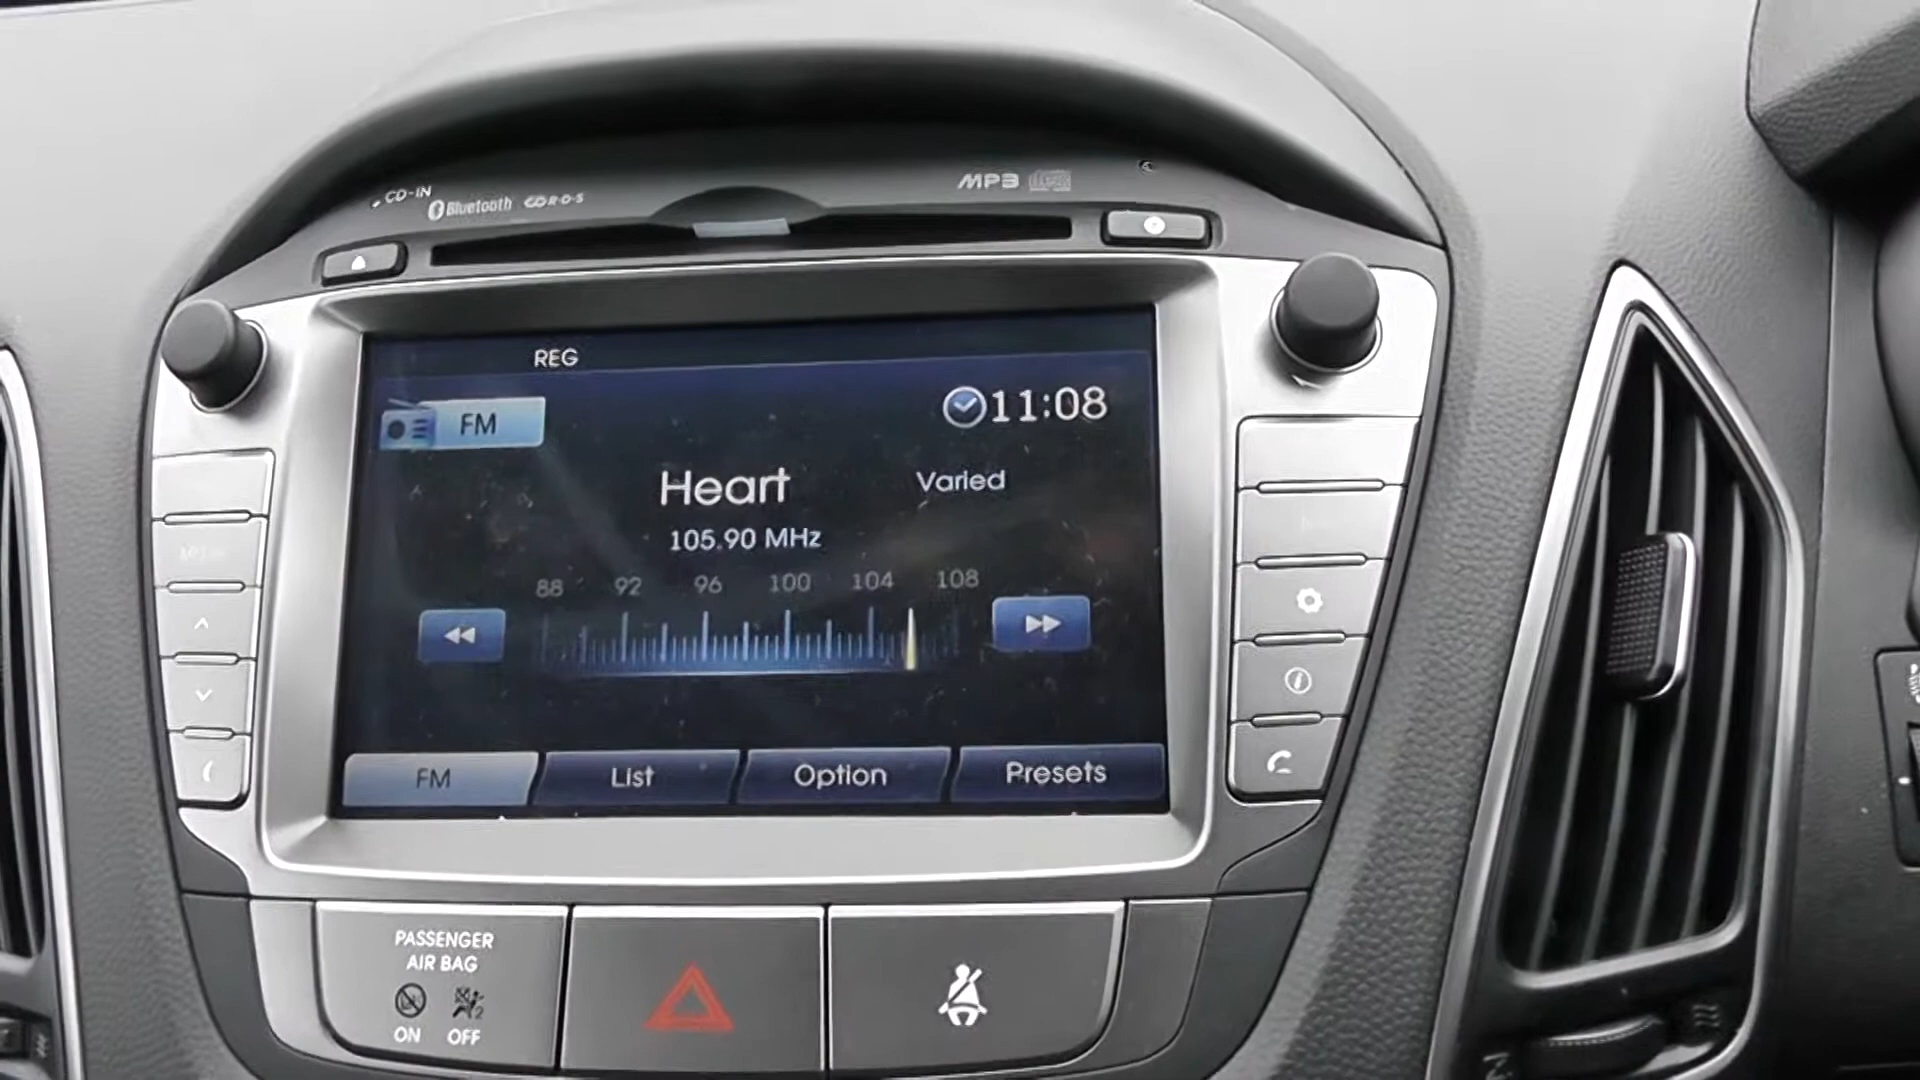 CD-IN
Bluetooth
CORDS
MP3
REG
FM
11:08
Heart
Varied
105.90 MHz
88 92 96 100 104 108
FM
List
Option
Presets
PASSENGER
AIR BAG
ON OFF